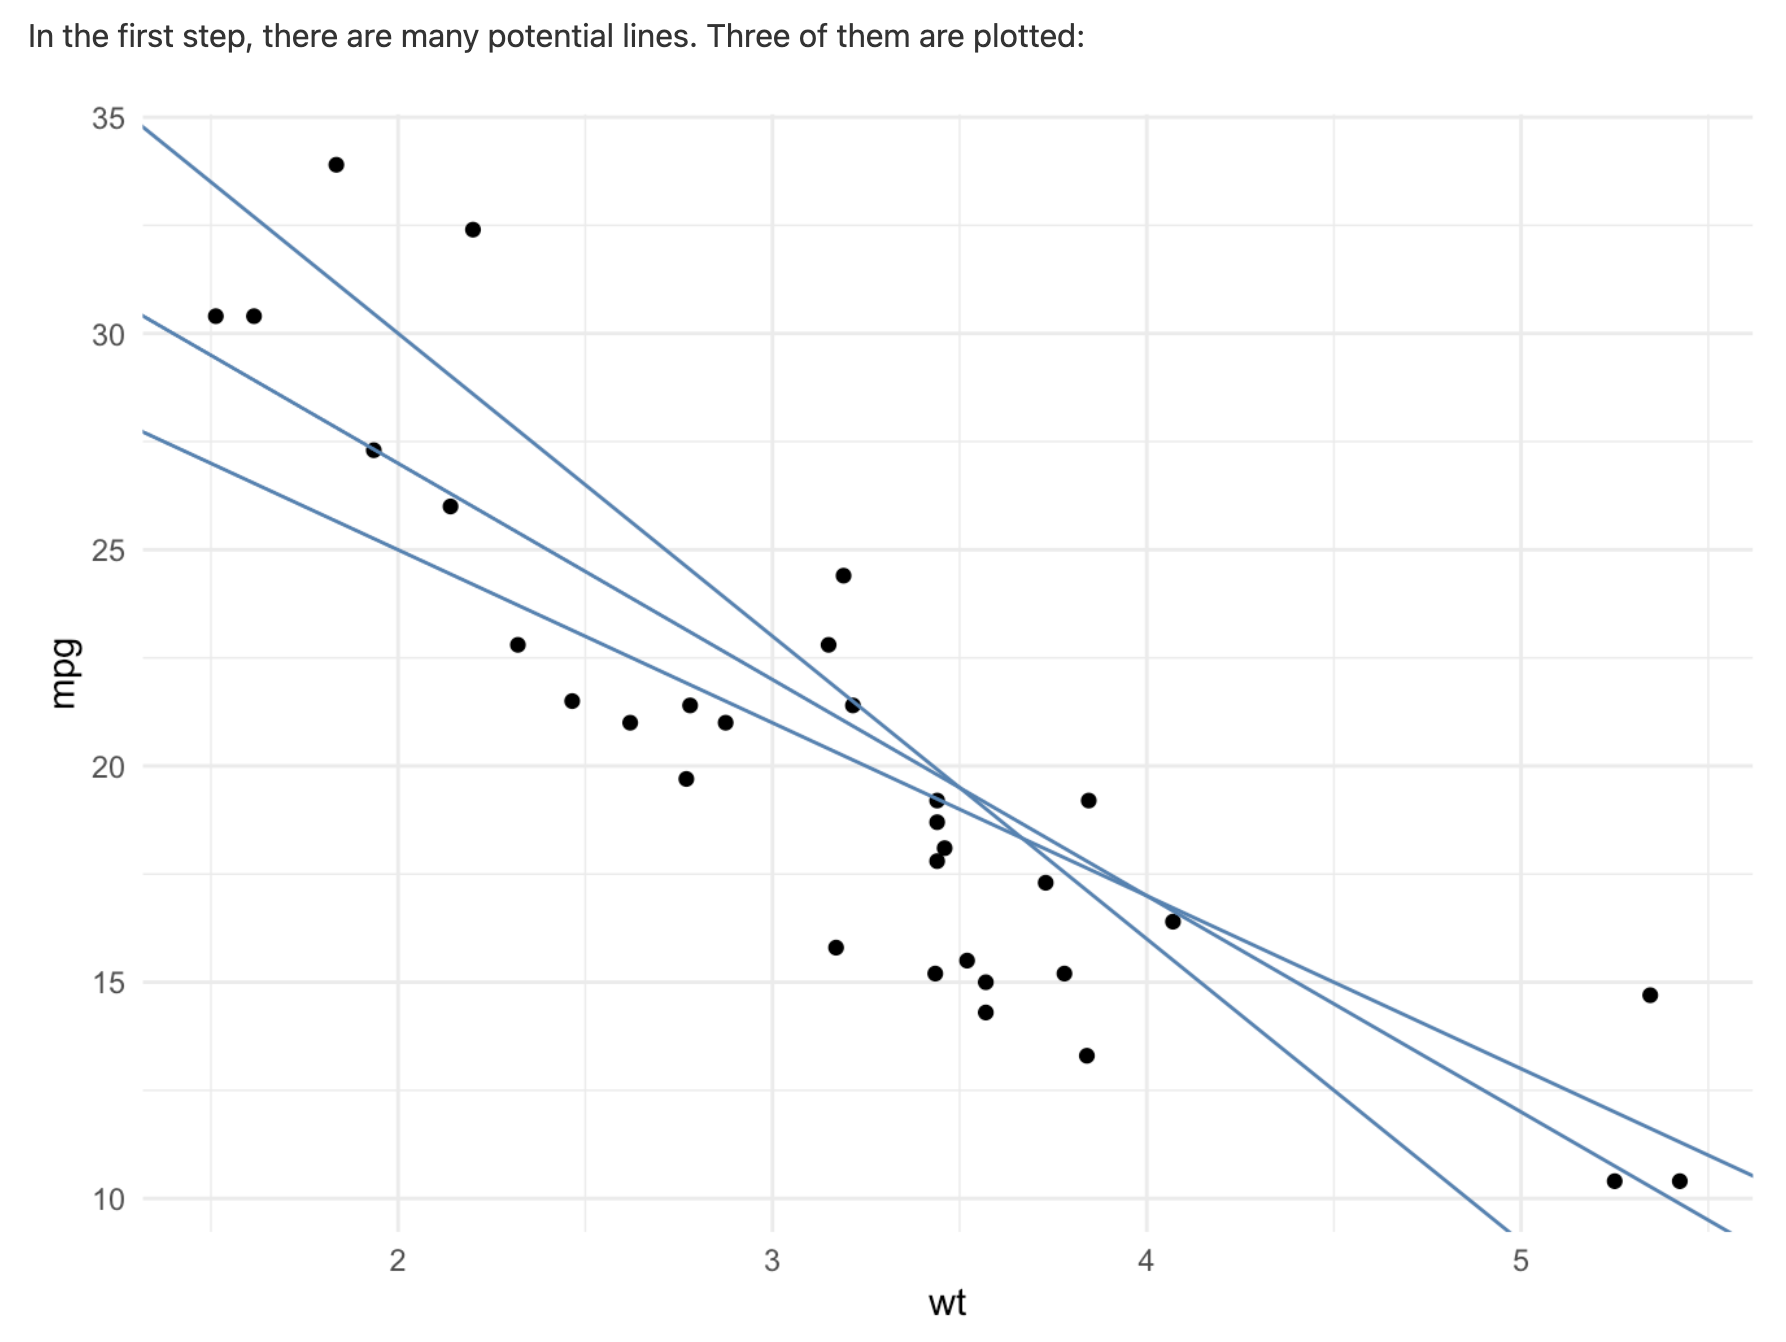 In the first step, there are many potential lines. Three of them are plotted:
35
30
25
20
15
10
mpg
2 3 4 5
wt